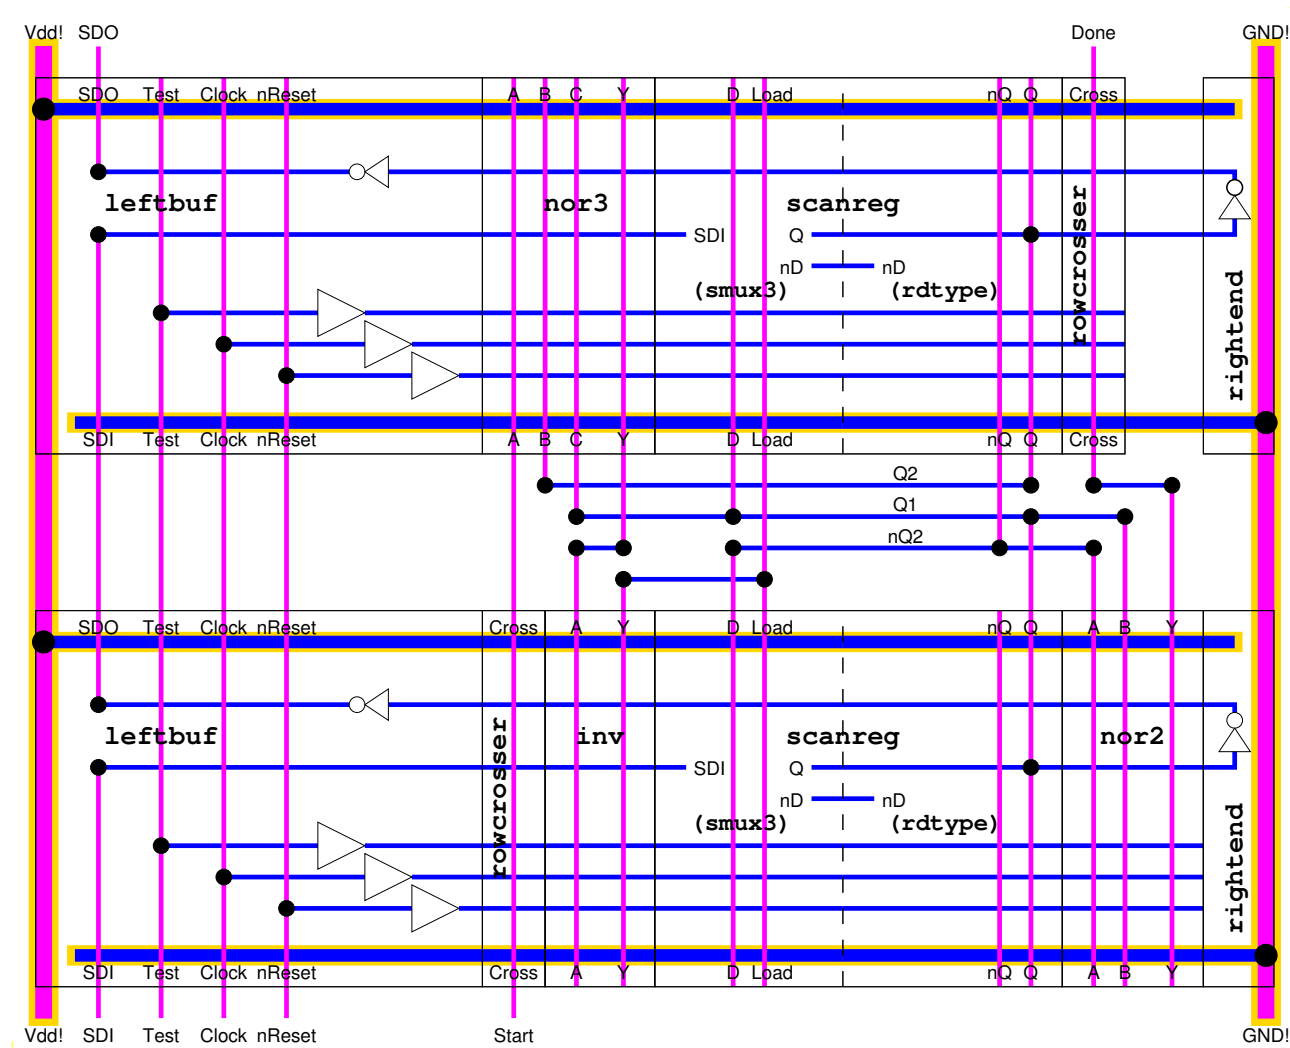 Vdd! SDO Done GND!
SDO Test Clock nReset A B C Y D Load nQ Q Cross
leftbuf nor3 scanreg rowcrosser
SDI Q
nD nD
(smux3) (rdtype)
rightend
SDI Test Clock nReset A B C Y D Load nQ Q Cross
Q2
Q1
nQ2
SDO Test Clock nReset Cross A Y D Load nQ Q A B Y
leftbuf rowcrosser inv scanreg nor2
SDI Q
nD nD
(smux3) (rdtype)
rightend
SDI Test Clock nReset Cross A Y D Load nQ Q A B Y
Vdd! SDI Test Clock nReset Start GND!